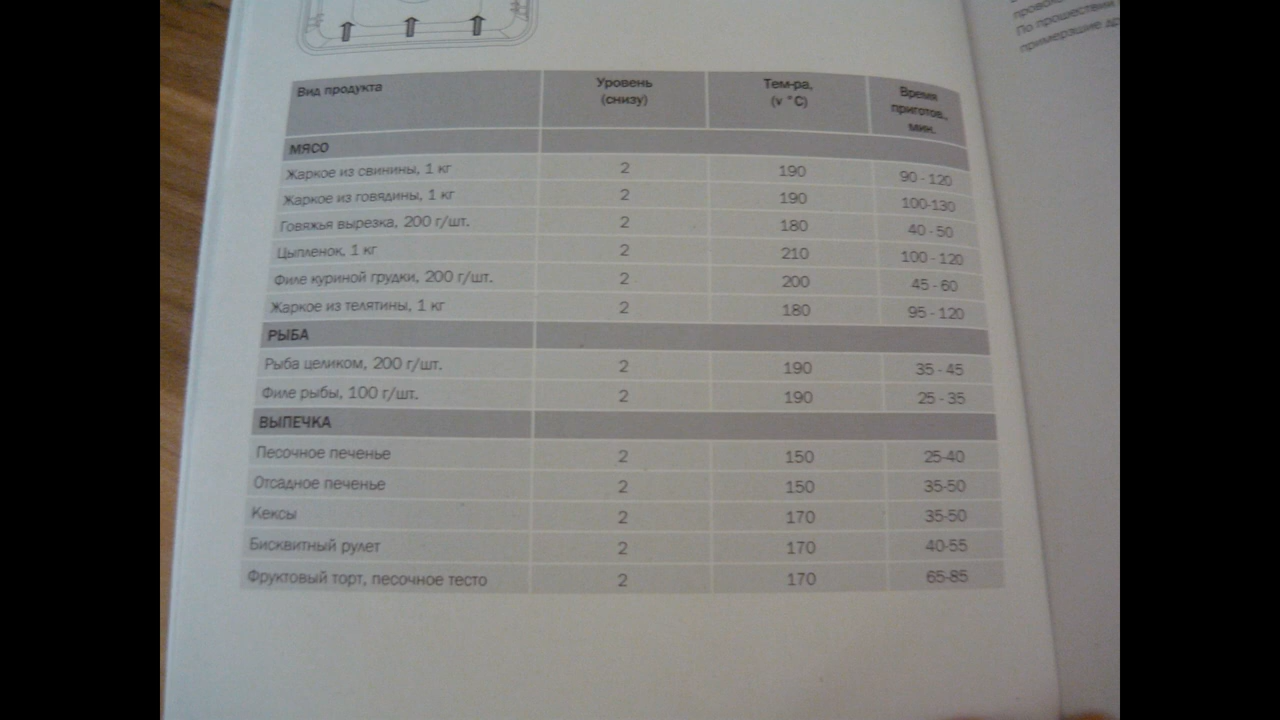 Вид продукта Уровень (снизу) Тем-ра, (v °C) Время приготов., мин.
МЯСО
Жаркое из свинины, 1 кг 2 190 90 - 120
Жаркое из говядины, 1 кг 2 190 100-130
Говяжья вырезка, 200 г/шт. 2 180 40 - 50
Цыпленок, 1 кг 2 210 100 - 120
Филе куриной грудки, 200 г/шт. 2 200 45 - 60
Жаркое из телятины, 1 кг 2 180 95 - 120
РЫБА
Рыба целиком, 200 г/шт. 2 190 35 - 45
Филе рыбы, 100 г/шт. 2 190 25 - 35
ВЫПЕЧКА
Песочное печенье 2 150 25-40
Отсадное печенье 2 150 35-50
Кексы 2 170 35-50
Бисквитный рулет 2 170 40-55
Фруктовый торт, песочное тесто 2 170 65-85
По прошествии
примерзшие